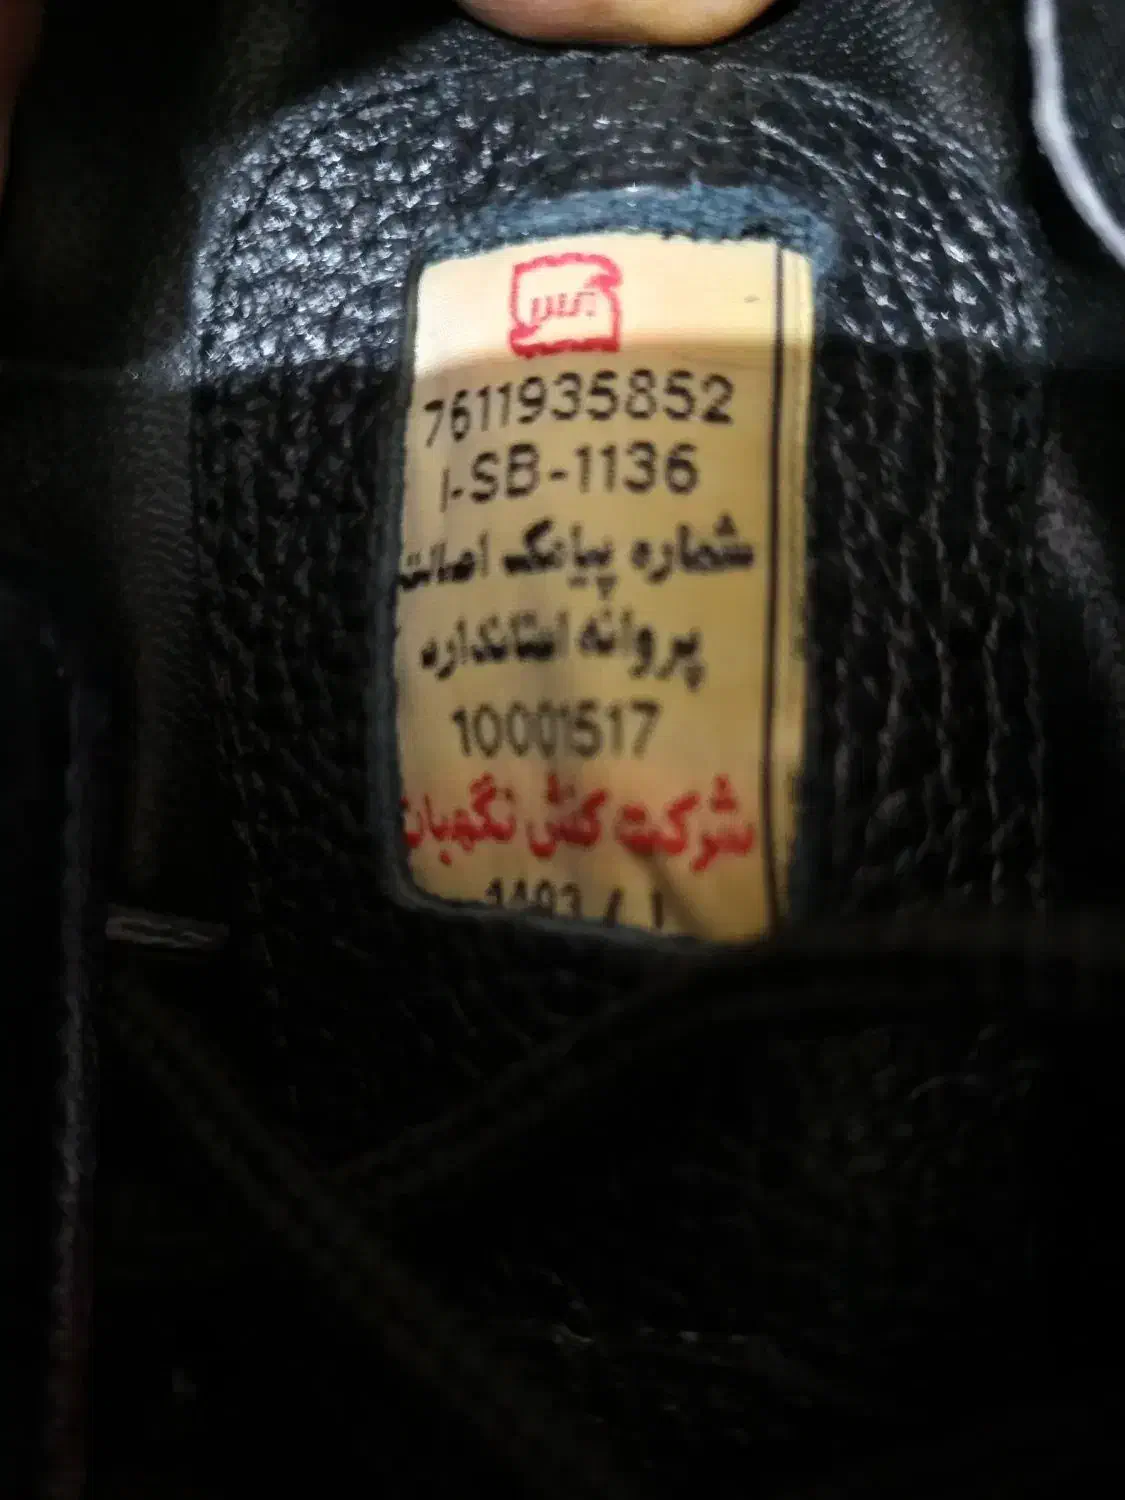 7611935852
I-SB-1136
شماره پیامک اصالت
پروانه استاندارد
10001517
شرکت کفش نگهبان